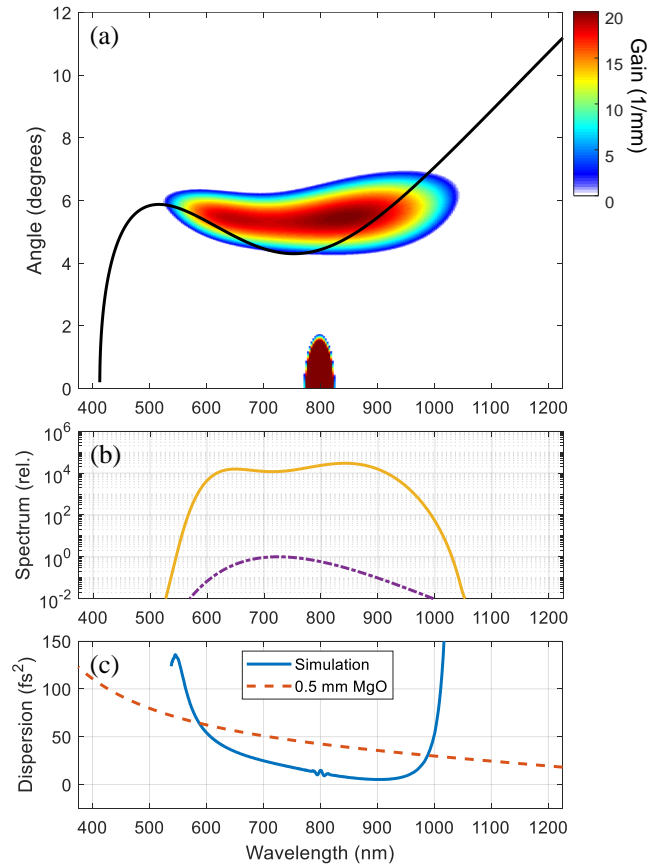 (a)
12
10
8
6
4
2
0
Angle (degrees)
400 500 600 700 800 900 1000 1100 1200
20
15
10
5
0
Gain (1/mm)
(b)
10^6
10^4
10^2
10^0
10^-2
Spectrum (rel.)
400 500 600 700 800 900 1000 1100 1200
(c)
150
100
50
0
Dispersion (fs^2)
Simulation
0.5 mm MgO
400 500 600 700 800 900 1000 1100 1200
Wavelength (nm)